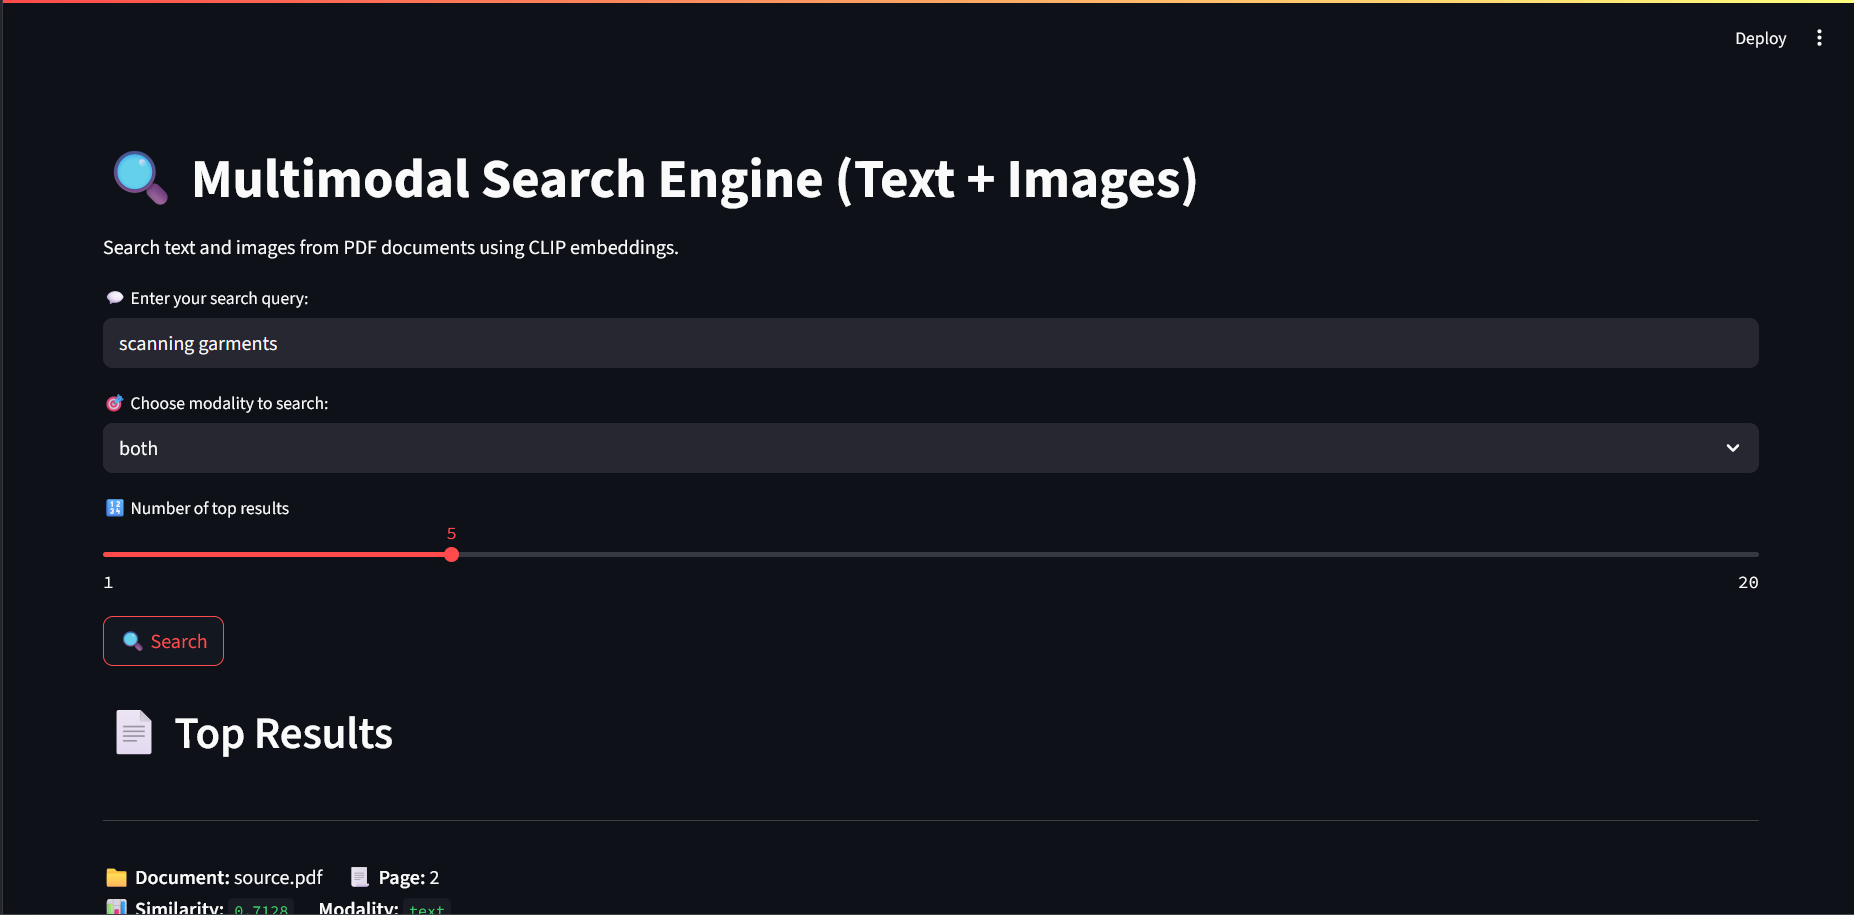 Deploy
Multimodal Search Engine (Text + Images)
Search text and images from PDF documents using CLIP embeddings.
Enter your search query:
scanning garments
Choose modality to search:
both
Number of top results
5
1 20
Search
Top Results
Document: source.pdf Page: 2
Similarity: 0.7128 Modality: text